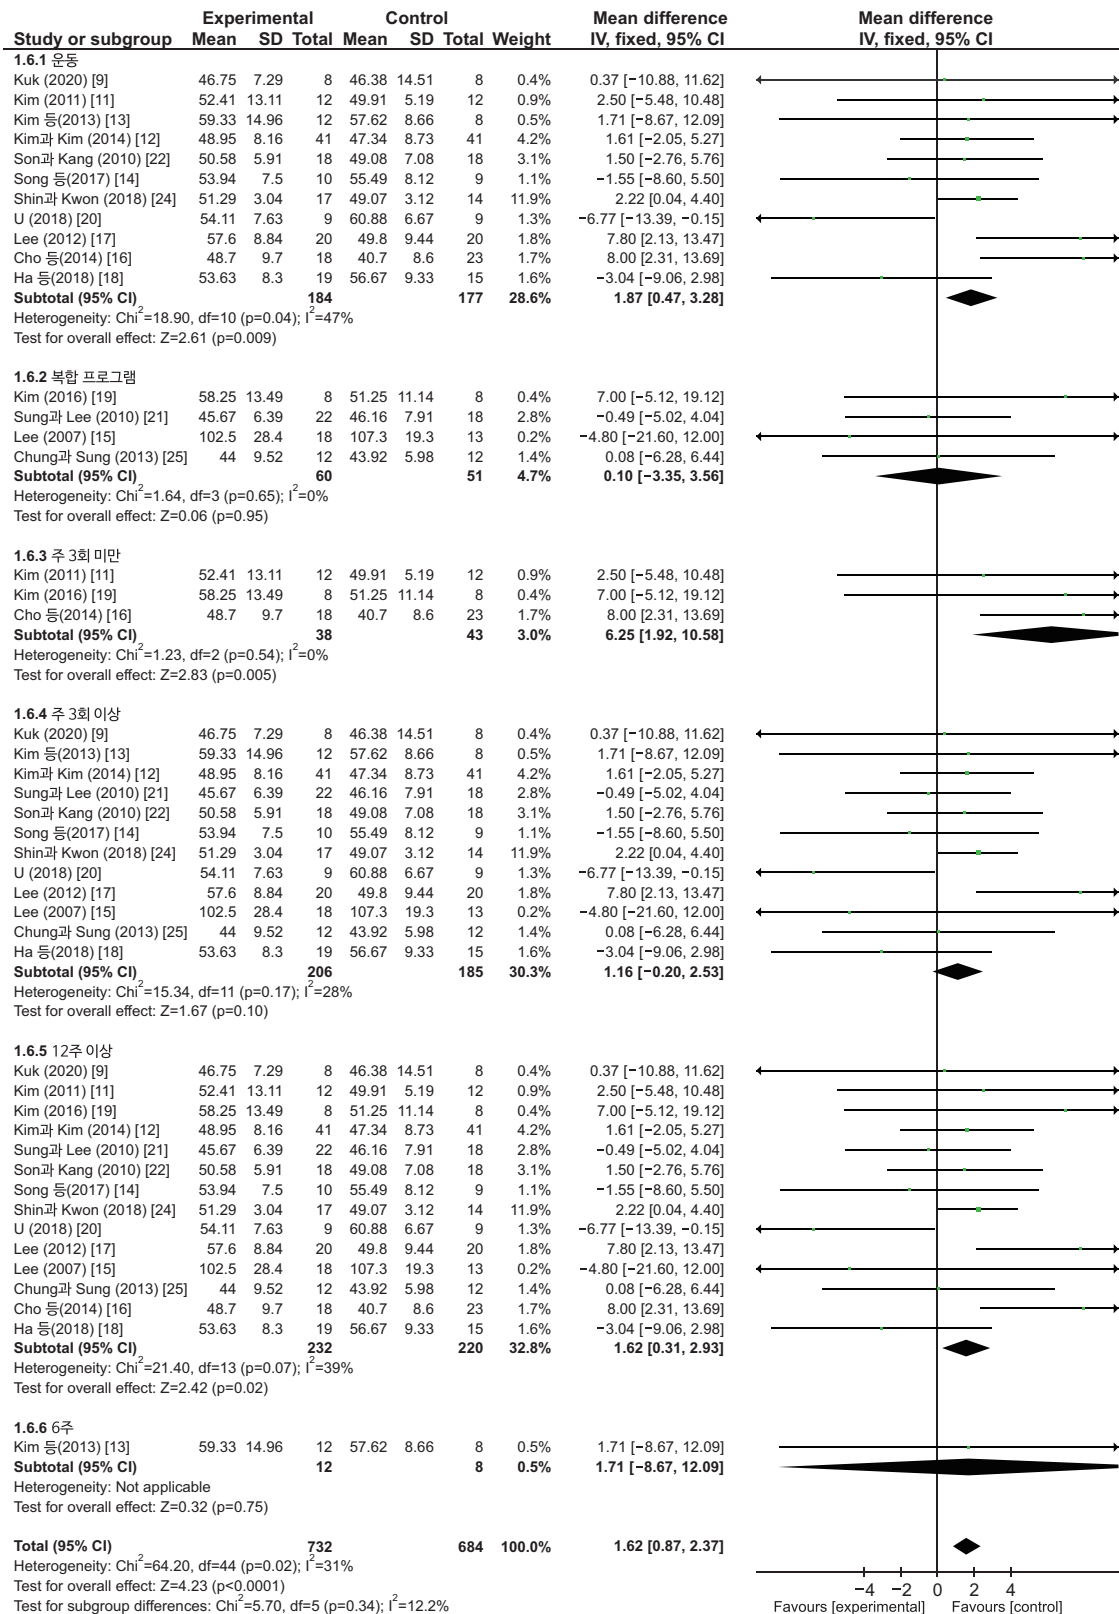 Experimental Control Mean difference Mean difference
Study or subgroup Mean SD Total Mean SD Total Weight IV, fixed, 95% CI IV, fixed, 95% CI
1.6.1 운동
Kuk (2020) [9] 46.75 7.29 8 46.38 14.51 8 0.4% 0.37 [−10.88, 11.62]
Kim (2011) [11] 52.41 13.11 12 49.91 5.19 12 0.9% 2.50 [−5.48, 10.48]
Kim 등(2013) [13] 59.33 14.96 12 57.62 8.66 8 0.5% 1.71 [−8.67, 12.09]
Kim과 Kim (2014) [12] 48.95 8.16 41 47.34 8.73 41 4.2% 1.61 [−2.05, 5.27]
Son과 Kang (2010) [22] 50.58 5.91 18 49.08 7.08 18 3.1% 1.50 [−2.76, 5.76]
Song 등(2017) [14] 53.94 7.5 10 55.49 8.12 9 1.1% −1.55 [−8.60, 5.50]
Shin과 Kwon (2018) [24] 51.29 3.04 17 49.07 3.12 14 11.9% 2.22 [0.04, 4.40]
U (2018) [20] 54.11 7.63 9 60.88 6.67 9 1.3% −6.77 [−13.39, −0.15]
Lee (2012) [17] 57.6 8.84 20 49.8 9.44 20 1.8% 7.80 [2.13, 13.47]
Cho 등(2014) [16] 48.7 9.7 18 40.7 8.6 23 1.7% 8.00 [2.31, 13.69]
Ha 등(2018) [18] 53.63 8.3 19 56.67 9.33 15 1.6% −3.04 [−9.06, 2.98]
Subtotal (95% CI) 184 177 28.6% 1.87 [0.47, 3.28]
Heterogeneity: Chi²=18.90, df=10 (p=0.04); I²=47%
Test for overall effect: Z=2.61 (p=0.009)
1.6.2 복합 프로그램
Kim (2016) [19] 58.25 13.49 8 51.25 11.14 8 0.4% 7.00 [−5.12, 19.12]
Sung과 Lee (2010) [21] 45.67 6.39 22 46.16 7.91 18 2.8% −0.49 [−5.02, 4.04]
Lee (2007) [15] 102.5 28.4 18 107.3 19.3 13 0.2% −4.80 [−21.60, 12.00]
Chung과 Sung (2013) [25] 44 9.52 12 43.92 5.98 12 1.4% 0.08 [−6.28, 6.44]
Subtotal (95% CI) 60 51 4.7% 0.10 [−3.35, 3.56]
Heterogeneity: Chi²=1.64, df=3 (p=0.65); I²=0%
Test for overall effect: Z=0.06 (p=0.95)
1.6.3 주 3회 미만
Kim (2011) [11] 52.41 13.11 12 49.91 5.19 12 0.9% 2.50 [−5.48, 10.48]
Kim (2016) [19] 58.25 13.49 8 51.25 11.14 8 0.4% 7.00 [−5.12, 19.12]
Cho 등(2014) [16] 48.7 9.7 18 40.7 8.6 23 1.7% 8.00 [2.31, 13.69]
Subtotal (95% CI) 38 43 3.0% 6.25 [1.92, 10.58]
Heterogeneity: Chi²=1.23, df=2 (p=0.54); I²=0%
Test for overall effect: Z=2.83 (p=0.005)
1.6.4 주 3회 이상
Kuk (2020) [9] 46.75 7.29 8 46.38 14.51 8 0.4% 0.37 [−10.88, 11.62]
Kim 등(2013) [13] 59.33 14.96 12 57.62 8.66 8 0.5% 1.71 [−8.67, 12.09]
Kim과 Kim (2014) [12] 48.95 8.16 41 47.34 8.73 41 4.2% 1.61 [−2.05, 5.27]
Sung과 Lee (2010) [21] 45.67 6.39 22 46.16 7.91 18 2.8% −0.49 [−5.02, 4.04]
Son과 Kang (2010) [22] 50.58 5.91 18 49.08 7.08 18 3.1% 1.50 [−2.76, 5.76]
Song 등(2017) [14] 53.94 7.5 10 55.49 8.12 9 1.1% −1.55 [−8.60, 5.50]
Shin과 Kwon (2018) [24] 51.29 3.04 17 49.07 3.12 14 11.9% 2.22 [0.04, 4.40]
U (2018) [20] 54.11 7.63 9 60.88 6.67 9 1.3% −6.77 [−13.39, −0.15]
Lee (2012) [17] 57.6 8.84 20 49.8 9.44 20 1.8% 7.80 [2.13, 13.47]
Lee (2007) [15] 102.5 28.4 18 107.3 19.3 13 0.2% −4.80 [−21.60, 12.00]
Chung과 Sung (2013) [25] 44 9.52 12 43.92 5.98 12 1.4% 0.08 [−6.28, 6.44]
Ha 등(2018) [18] 53.63 8.3 19 56.67 9.33 15 1.6% −3.04 [−9.06, 2.98]
Subtotal (95% CI) 206 185 30.3% 1.16 [−0.20, 2.53]
Heterogeneity: Chi²=15.34, df=11 (p=0.17); I²=28%
Test for overall effect: Z=1.67 (p=0.10)
1.6.5 12주 이상
Kuk (2020) [9] 46.75 7.29 8 46.38 14.51 8 0.4% 0.37 [−10.88, 11.62]
Kim (2011) [11] 52.41 13.11 12 49.91 5.19 12 0.9% 2.50 [−5.48, 10.48]
Kim (2016) [19] 58.25 13.49 8 51.25 11.14 8 0.4% 7.00 [−5.12, 19.12]
Kim과 Kim (2014) [12] 48.95 8.16 41 47.34 8.73 41 4.2% 1.61 [−2.05, 5.27]
Sung과 Lee (2010) [21] 45.67 6.39 22 46.16 7.91 18 2.8% −0.49 [−5.02, 4.04]
Son과 Kang (2010) [22] 50.58 5.91 18 49.08 7.08 18 3.1% 1.50 [−2.76, 5.76]
Song 등(2017) [14] 53.94 7.5 10 55.49 8.12 9 1.1% −1.55 [−8.60, 5.50]
Shin과 Kwon (2018) [24] 51.29 3.04 17 49.07 3.12 14 11.9% 2.22 [0.04, 4.40]
U (2018) [20] 54.11 7.63 9 60.88 6.67 9 1.3% −6.77 [−13.39, −0.15]
Lee (2012) [17] 57.6 8.84 20 49.8 9.44 20 1.8% 7.80 [2.13, 13.47]
Lee (2007) [15] 102.5 28.4 18 107.3 19.3 13 0.2% −4.80 [−21.60, 12.00]
Chung과 Sung (2013) [25] 44 9.52 12 43.92 5.98 12 1.4% 0.08 [−6.28, 6.44]
Cho 등(2014) [16] 48.7 9.7 18 40.7 8.6 23 1.7% 8.00 [2.31, 13.69]
Ha 등(2018) [18] 53.63 8.3 19 56.67 9.33 15 1.6% −3.04 [−9.06, 2.98]
Subtotal (95% CI) 232 220 32.8% 1.62 [0.31, 2.93]
Heterogeneity: Chi²=21.40, df=13 (p=0.07); I²=39%
Test for overall effect: Z=2.42 (p=0.02)
1.6.6 6주
Kim 등(2013) [13] 59.33 14.96 12 57.62 8.66 8 0.5% 1.71 [−8.67, 12.09]
Subtotal (95% CI) 12 8 0.5% 1.71 [−8.67, 12.09]
Heterogeneity: Not applicable
Test for overall effect: Z=0.32 (p=0.75)
Total (95% CI) 732 684 100.0% 1.62 [0.87, 2.37]
Heterogeneity: Chi²=64.20, df=44 (p=0.02); I²=31%
Test for overall effect: Z=4.23 (p<0.0001)
Test for subgroup differences: Chi²=5.70, df=5 (p=0.34); I²=12.2%
−4 −2 0 2 4
Favours [experimental] Favours [control]